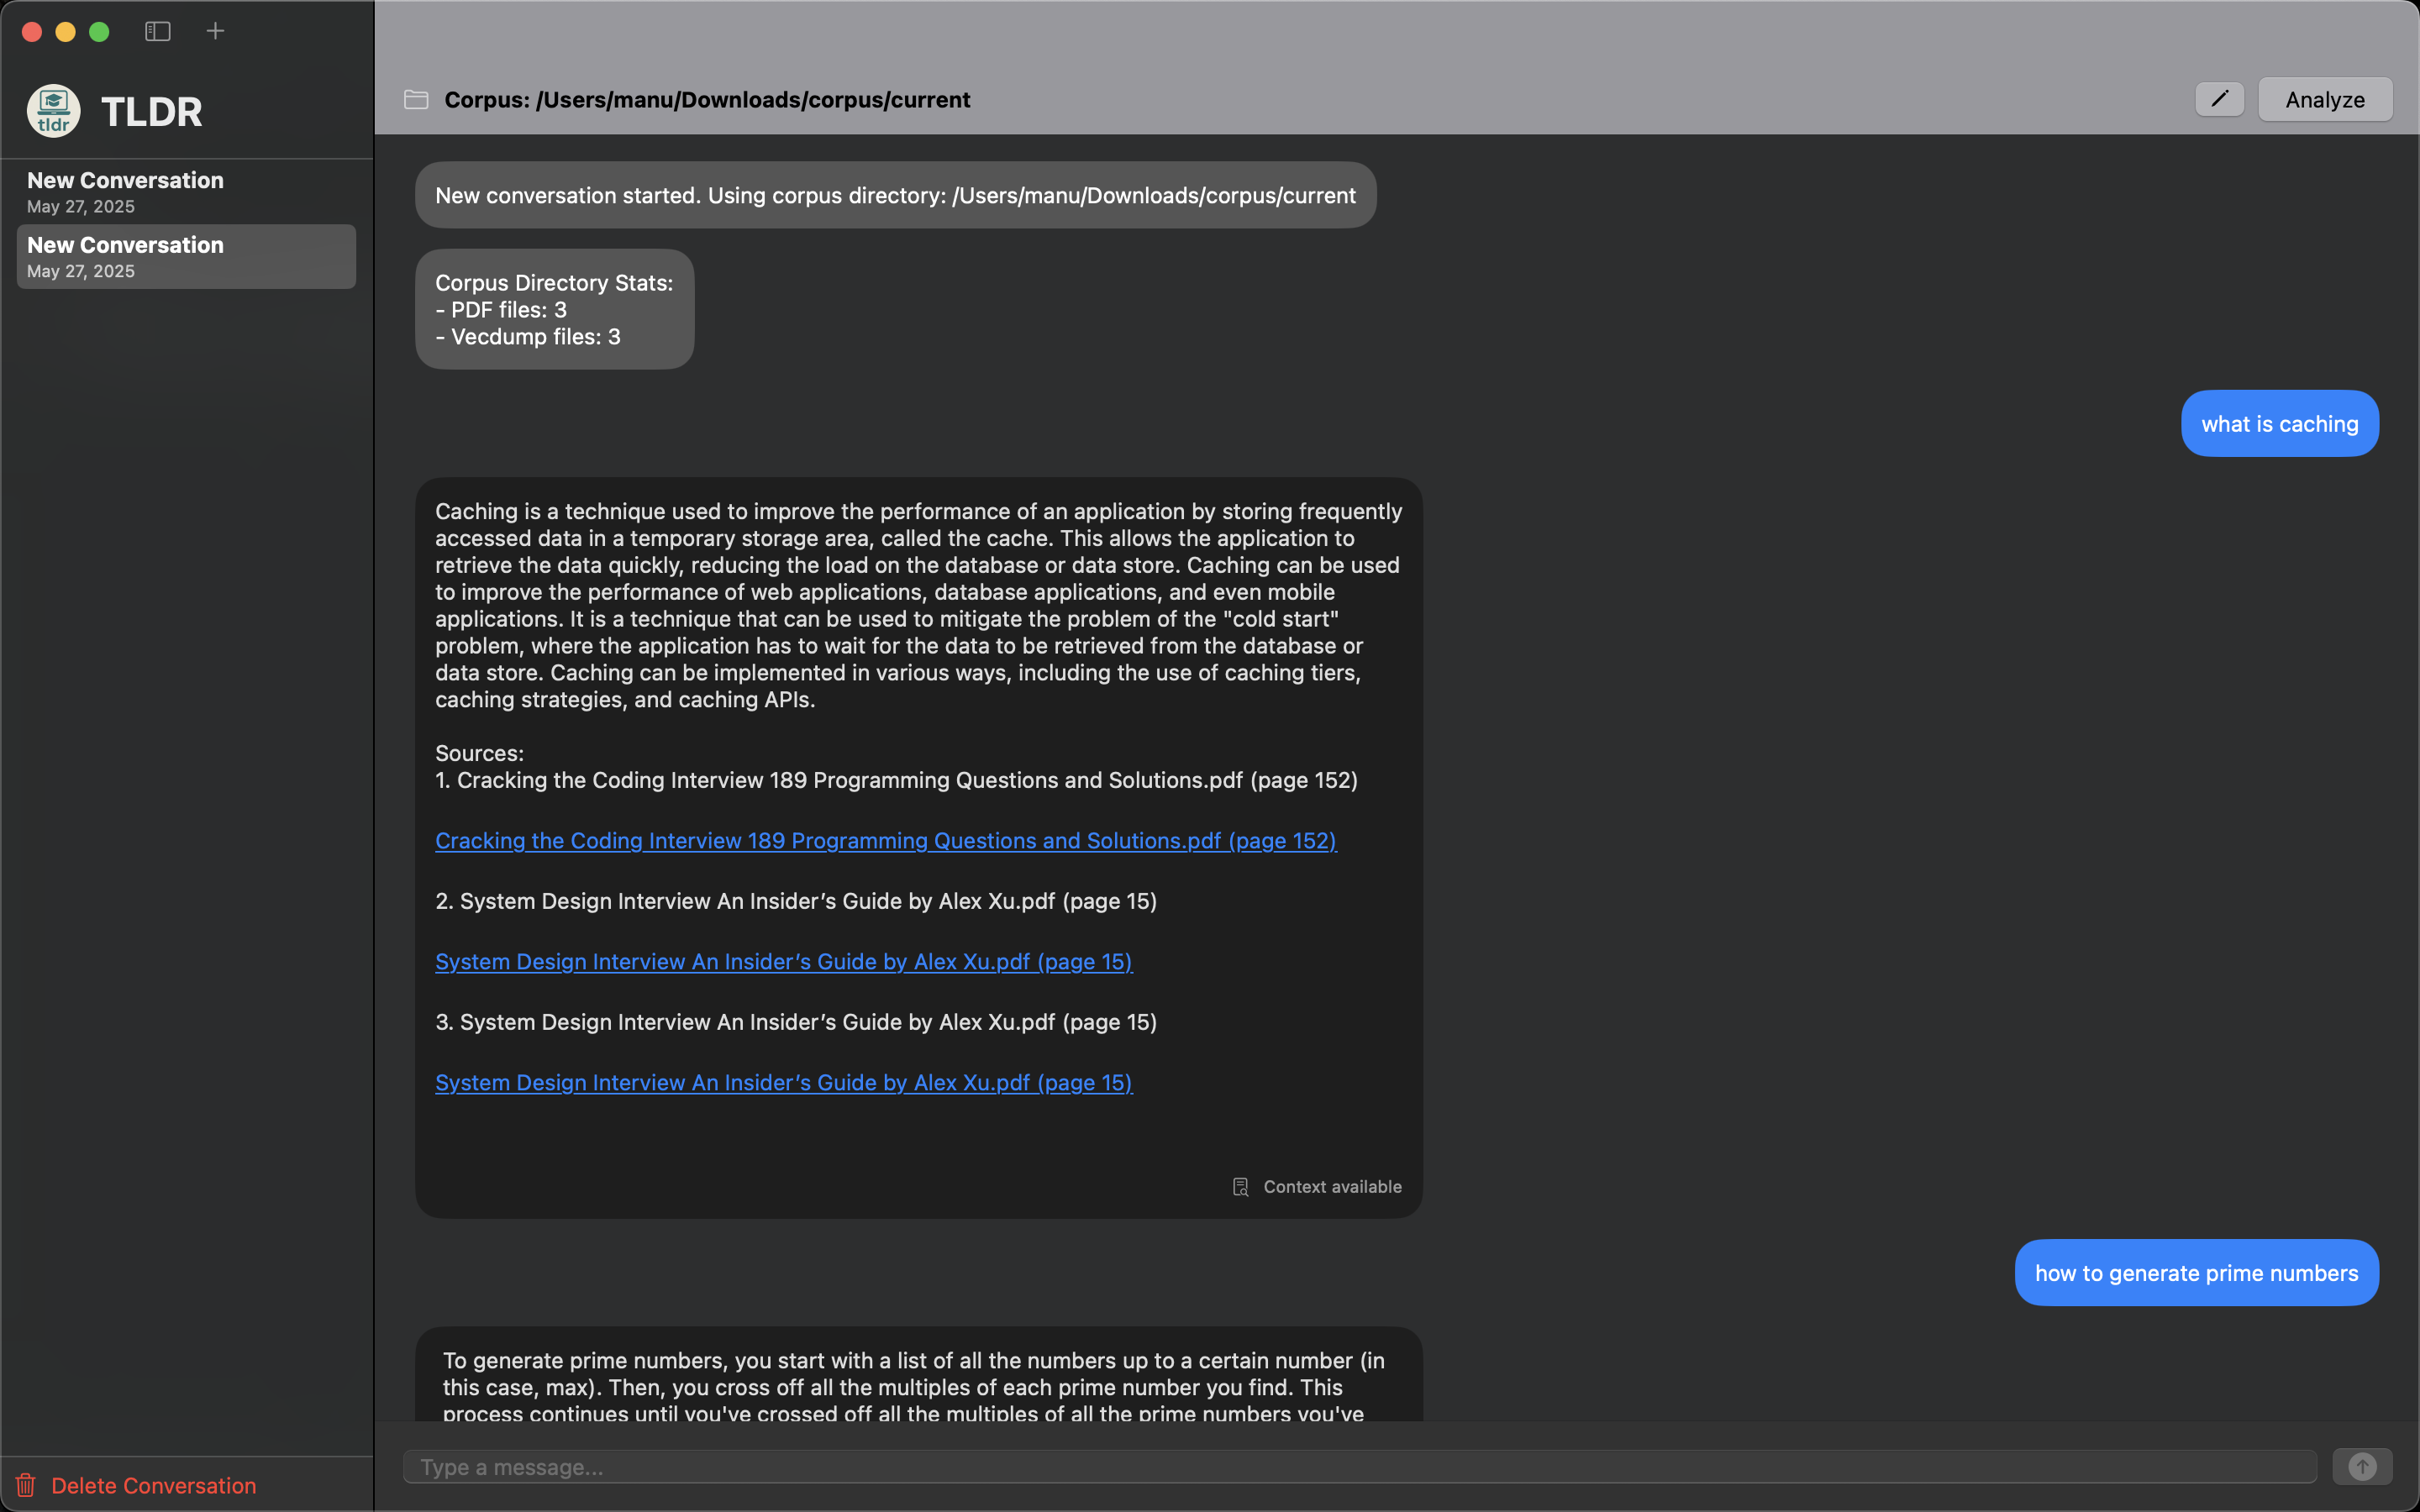 tldr
TLDR
New Conversation
May 27, 2025
New Conversation
May 27, 2025
Delete Conversation
Corpus: /Users/manu/Downloads/corpus/current
Analyze
New conversation started. Using corpus directory: /Users/manu/Downloads/corpus/current
Corpus Directory Stats:
- PDF files: 3
- Vecdump files: 3
what is caching
Caching is a technique used to improve the performance of an application by storing frequently
accessed data in a temporary storage area, called the cache. This allows the application to
retrieve the data quickly, reducing the load on the database or data store. Caching can be used
to improve the performance of web applications, database applications, and even mobile
applications. It is a technique that can be used to mitigate the problem of the "cold start"
problem, where the application has to wait for the data to be retrieved from the database or
data store. Caching can be implemented in various ways, including the use of caching tiers,
caching strategies, and caching APIs.
Sources:
1. Cracking the Coding Interview 189 Programming Questions and Solutions.pdf (page 152)
Cracking the Coding Interview 189 Programming Questions and Solutions.pdf (page 152)
2. System Design Interview An Insider’s Guide by Alex Xu.pdf (page 15)
System Design Interview An Insider’s Guide by Alex Xu.pdf (page 15)
3. System Design Interview An Insider’s Guide by Alex Xu.pdf (page 15)
System Design Interview An Insider’s Guide by Alex Xu.pdf (page 15)
Context available
how to generate prime numbers
To generate prime numbers, you start with a list of all the numbers up to a certain number (in
this case, max). Then, you cross off all the multiples of each prime number you find. This
process continues until you've crossed off all the multiples of all the prime numbers you've
Type a message...